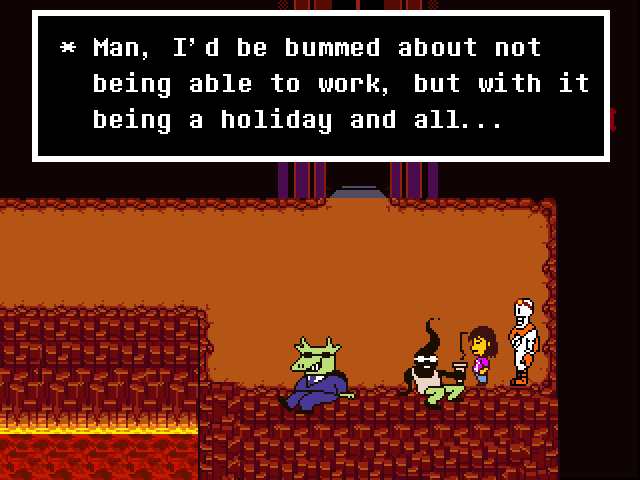 * Man, I'd be bummed about not
being able to work, but with it
being a holiday and all...